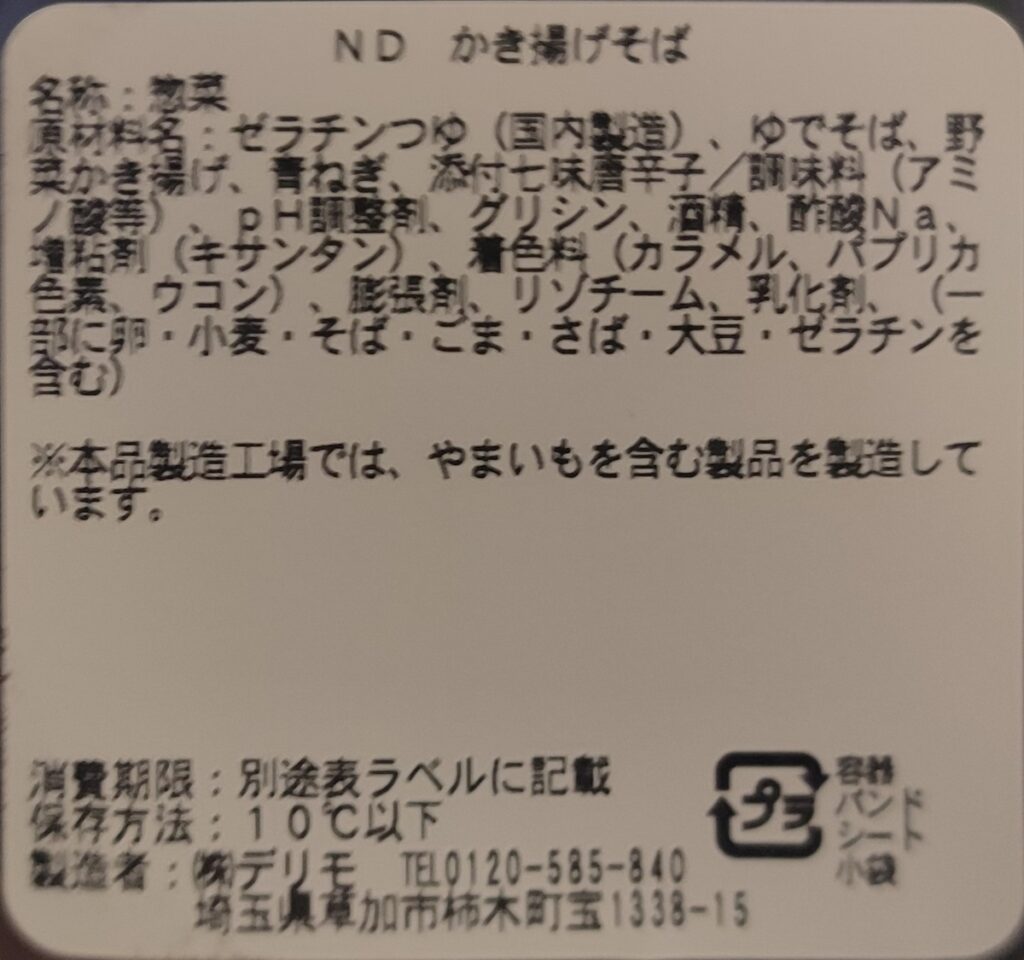 ND かき揚げそば
名称：惣菜
原材料名：ゼラチンつゆ（国内製造）、ゆでそば、野
菜かき揚げ、青ねぎ、添付七味唐辛子／調味料（アミ
ノ酸等）、pH調整剤、グリシン、酒精、酢酸Na、
増粘剤（キサンタン）、着色料（カラメル、パプリカ
色素、ウコン）、膨張剤、リゾチーム、乳化剤、（一
部に卵・小麦・そば・ごま・さば・大豆・ゼラチンを
含む）
※本品製造工場では、やまいもを含む製品を製造して
います。
消費期限：別途表ラベルに記載
保存方法：10℃以下
製造者：㈱デリモ TEL0120-585-840
埼玉県草加市柿木町宝1338-15
プラ
容器
バンド
シート
小袋